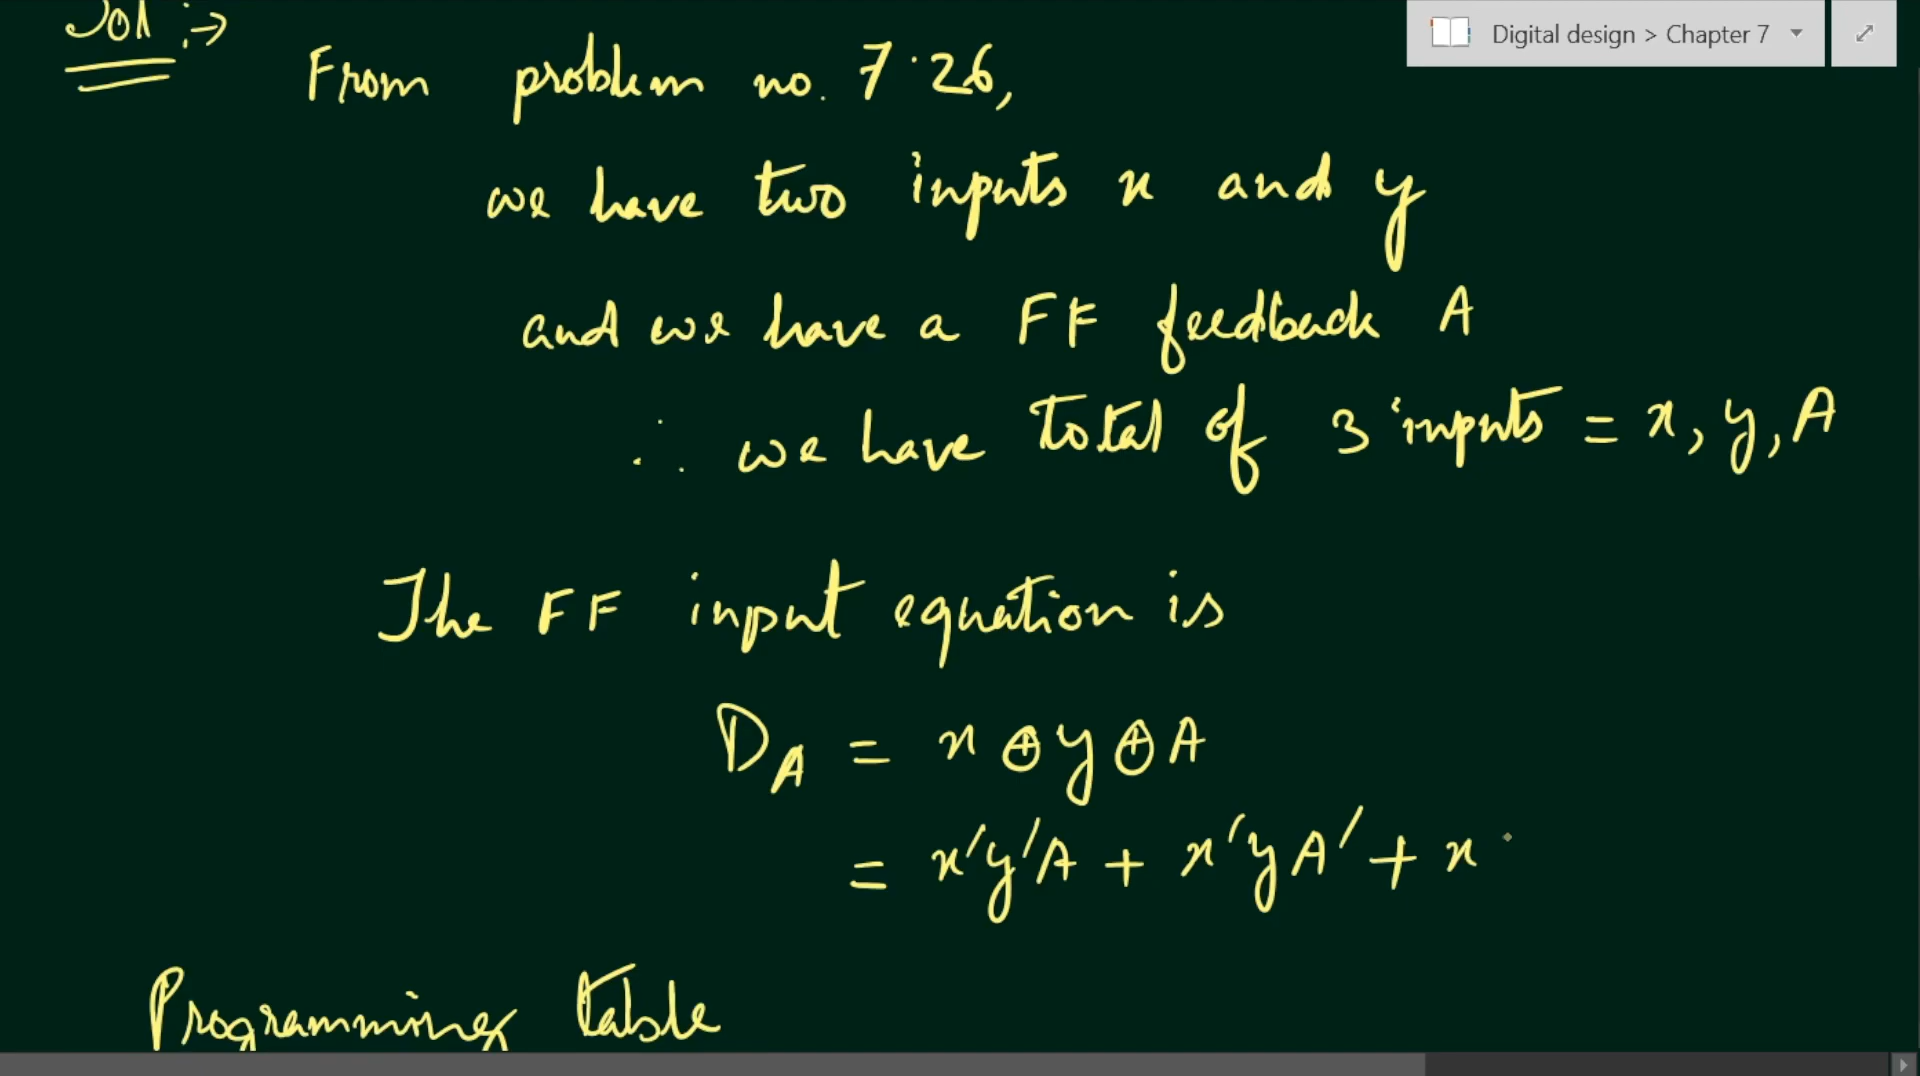 Sol :→
Digital design > Chapter 7
From problem no. 7.26,
we have two inputs x and y
and we have a FF feedback A
∴ we have total of 3 inputs = x, y, A
The FF input equation is
D_A = x ⊕ y ⊕ A
= x'y'A + x'yA' + x
Programming table